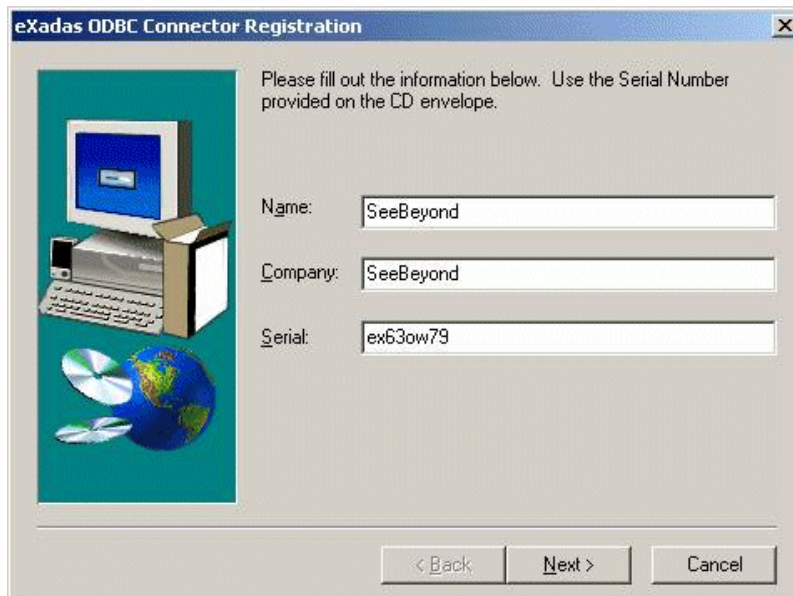 eXadas ODBC Connector Registration
Please fill out the information below. Use the Serial Number
provided on the CD envelope.
Name: SeeBeyond
Company: SeeBeyond
Serial: ex63ow79
< Back Next > Cancel